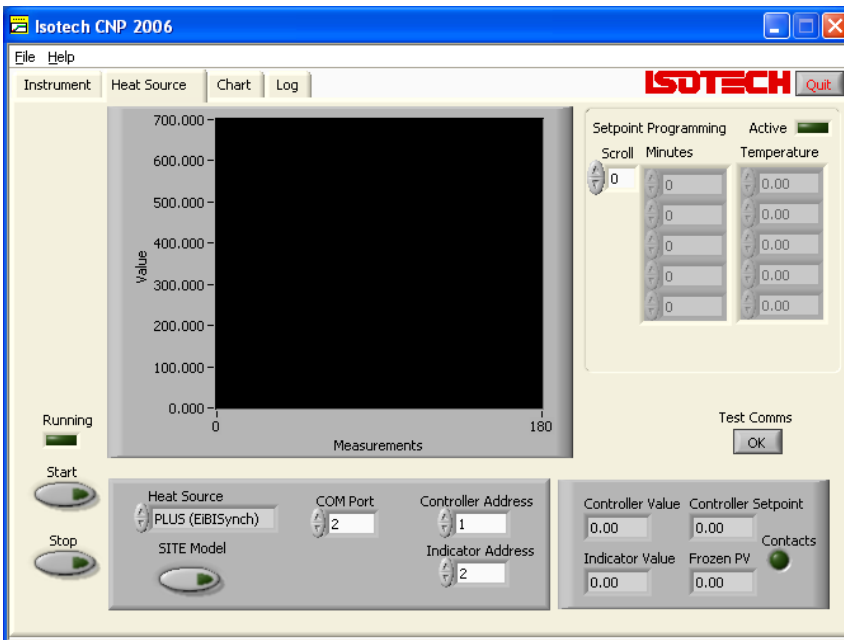 Isotech CNP 2006
File Help
Instrument Heat Source Chart Log
ISOTECH Quit
700.000
600.000
500.000
400.000
300.000
200.000
100.000
0.000
Value
0 180
Measurements
Setpoint Programming Active
Scroll Minutes Temperature
0 0 0.00
0 0.00
0 0.00
0 0.00
0 0.00
Test Comms
OK
Running
Start
Stop
Heat Source COM Port Controller Address
PLUS (EiBISynch) 2 1
SITE Model Indicator Address
2
Controller Value Controller Setpoint
0.00 0.00
Contacts
Indicator Value Frozen PV
0.00 0.00